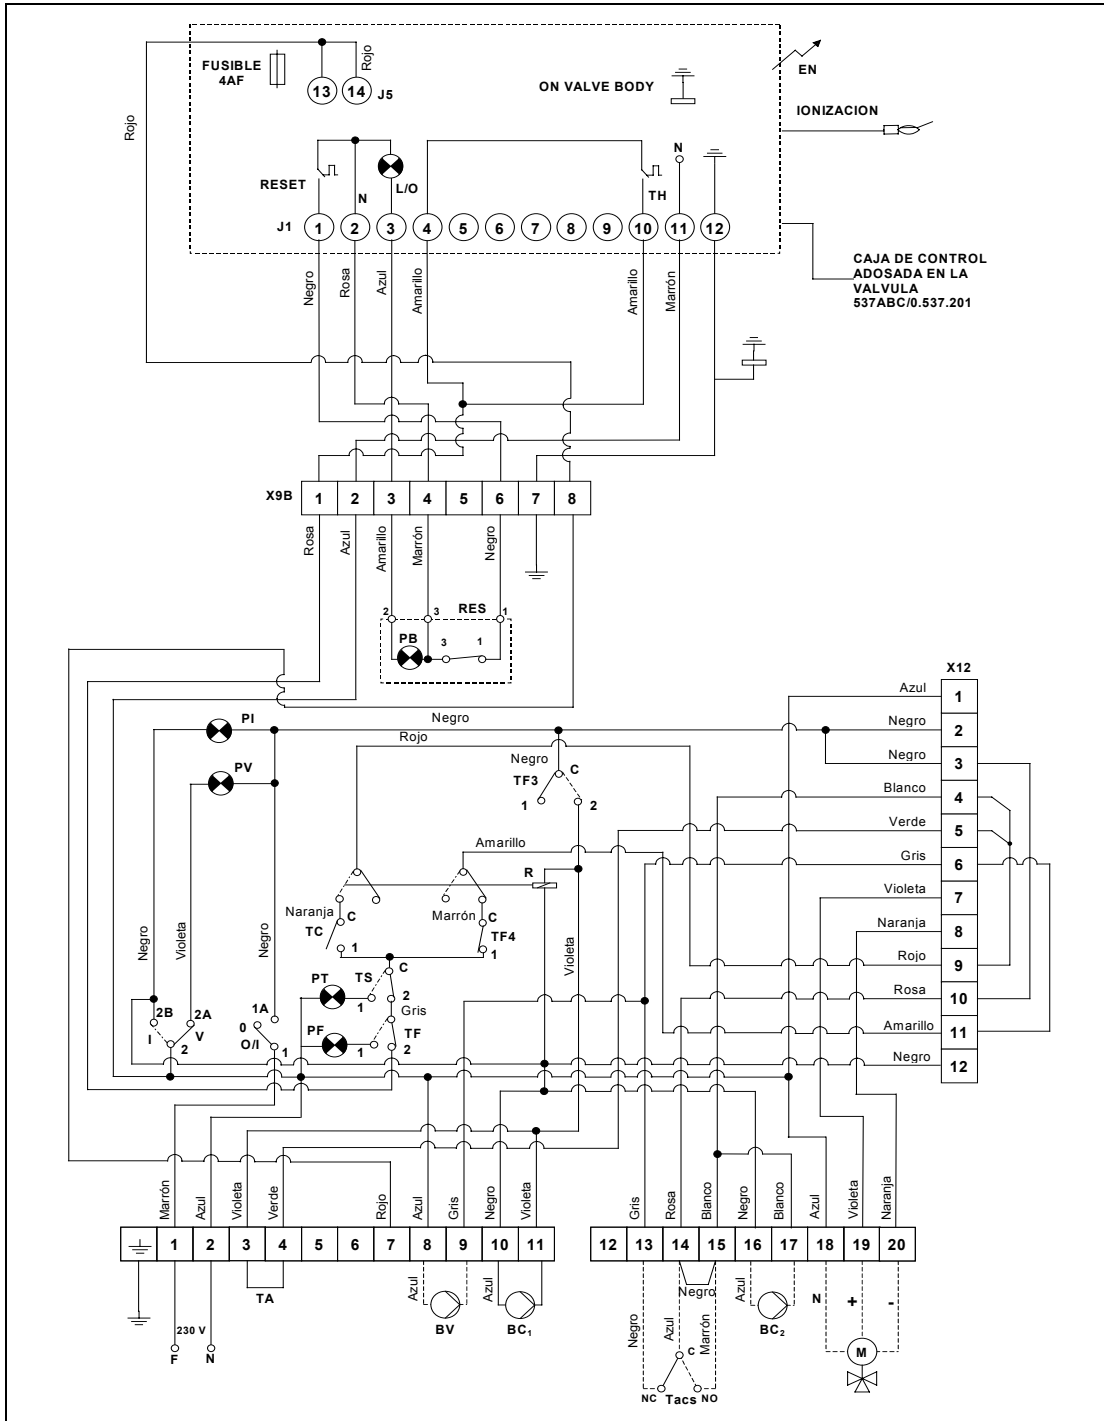 FUSIBLE
4AF
Rojo
13
14
J5
ON VALVE BODY
EN
IONIZACION
Rojo
RESET
N
L/O
TH
N
J1
1 2 3 4 5 6 7 8 9 10 11 12
CAJA DE CONTROL
ADOSADA EN LA
VALVULA
537ABC/0.537.201
Negro
Rosa
Azul
Amarillo
Amarillo
Marrón
X9B
1 2 3 4 5 6 7 8
Rosa
Azul
Amarillo
Marrón
Negro
2
3
RES
1
PB
3
1
X12
Azul
1
Negro
2
Negro
3
Blanco
4
Verde
5
Gris
6
Violeta
7
Naranja
8
Rojo
9
Rosa
10
Amarillo
11
Negro
12
PI
Negro
Rojo
PV
Negro
C
TF3
1
2
Amarillo
R
Naranja
C
TC
1
Marrón
C
TF4
1
Negro
Violeta
Negro
Violeta
C
PT
TS
1
2
Gris
PF
TF
1
2
2B
I
2
2A
V
1A
0
O/I
1
Marrón
Azul
Violeta
Verde
Rojo
Azul
Gris
Negro
Violeta
Gris
Rosa
Blanco
Negro
Blanco
Azul
Violeta
Naranja
1 2 3 4 5 6 7 8 9 10 11
12 13 14 15 16 17 18 19 20
TA
230 V
F
N
Azul
BV
Azul
BC1
Negro
Negro
Azul
Marrón
C
NC
Tacs
NO
Azul
BC2
N
+
-
M